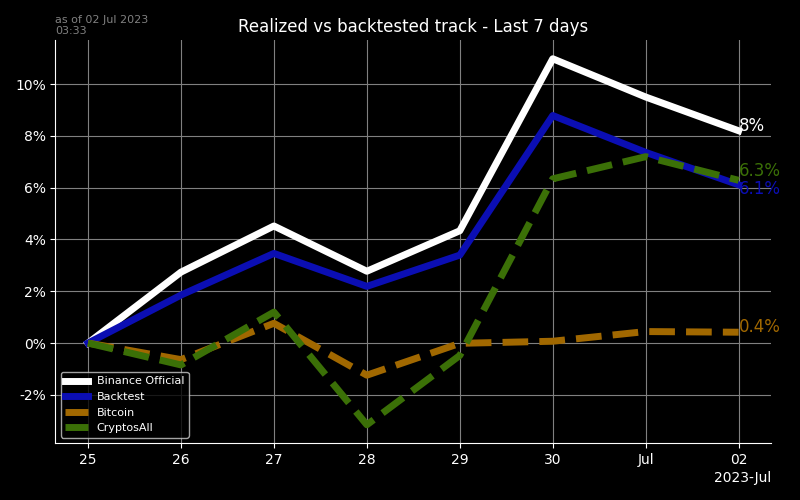 as of 02 Jul 2023
03:33
Realized vs backtested track - Last 7 days
10%
8%
6%
4%
2%
0%
-2%
8%
6.3%
6.1%
0.4%
Binance Official
Backtest
Bitcoin
CryptosAll
25 26 27 28 29 30 Jul 02
2023-Jul